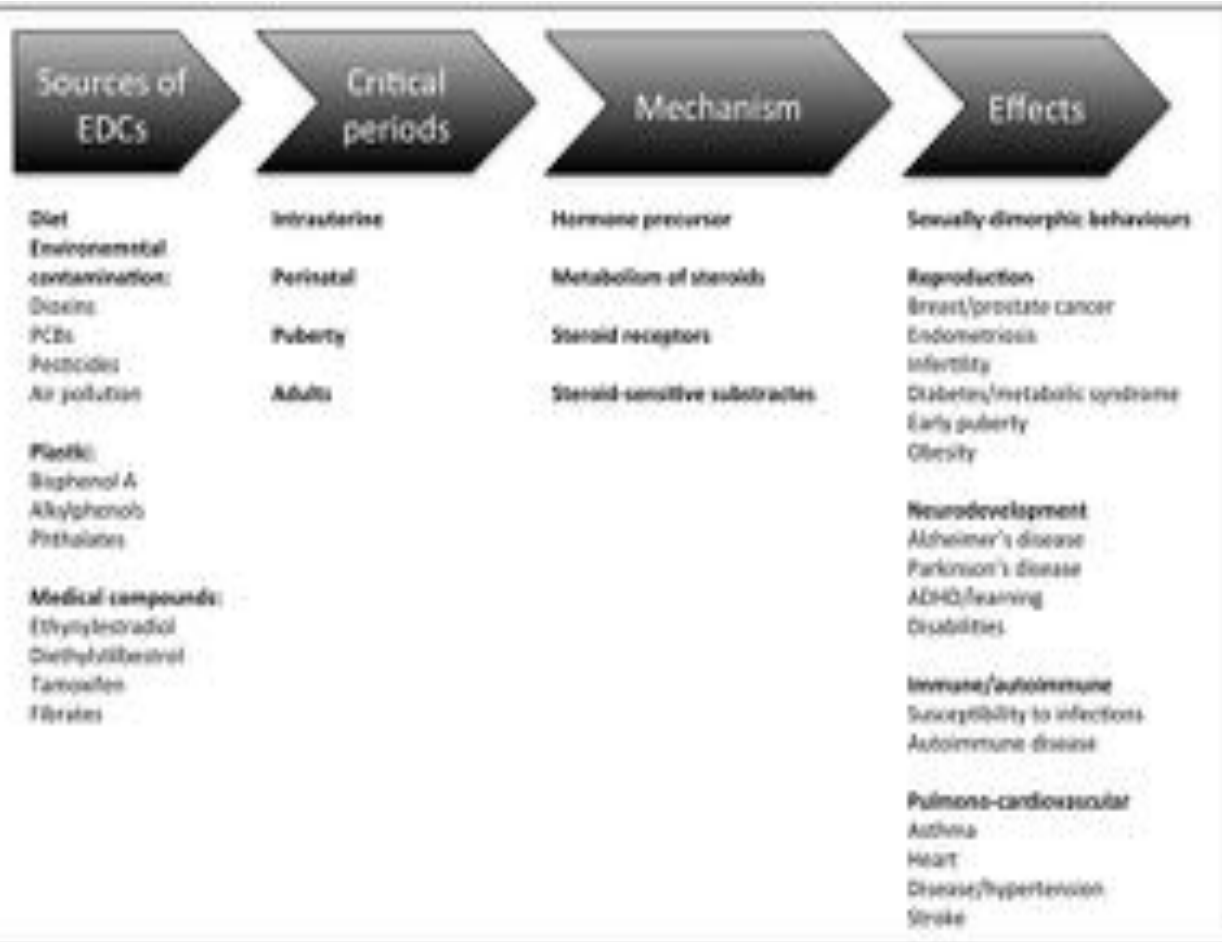 Sources of
EDCs
Critical
periods
Mechanism
Effects
Diet
Environemntal
contamination:
Dioxins
PCBs
Pesticides
Air pollution
Plastic:
Bisphenol A
Alkylphenols
Phthalates
Medical compounds:
Ethynylestradiol
Diethylstilbestrol
Tamoxifen
Fibrates
Intrauterine
Perinatal
Puberty
Adults
Hormone precursor
Metabolism of steroids
Steroid receptors
Steroid-sensitive substractes
Sexually-dimorphic behaviours
Reproduction
Breast/prostate cancer
Endometriosis
Infertility
Diabetes/metabolic syndrome
Early puberty
Obesity
Neurodevelopment
Alzheimer's disease
Parkinson's disease
ADHD/learning
Disabilities
Immune/autoimmune
Susceptibility to infections
Autoimmune disease
Pulmono-cardiovascular
Asthma
Heart
Disease/hypertension
Stroke